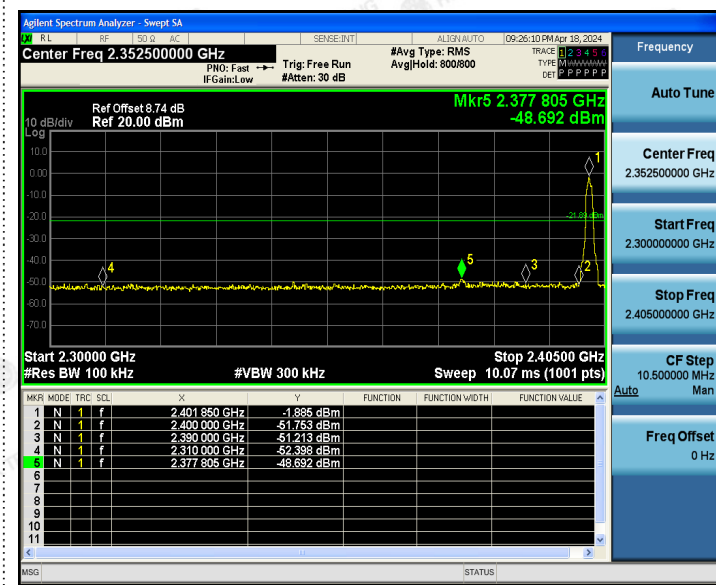 Agilent Spectrum Analyzer - Swept SA
LXI RL RF 50 Ω AC SENSE:INT ALIGN AUTO 09:26:10 PM Apr 18, 2024
Center Freq 2.352500000 GHz #Avg Type: RMS TRACE 1 2 3 4 5 6
PNO: Fast Trig: Free Run Avg|Hold: 800/800 TYPE M
IFGain:Low #Atten: 30 dB DET P P P P P P
Frequency
Auto Tune
Center Freq
2.352500000 GHz
Start Freq
2.300000000 GHz
Stop Freq
2.405000000 GHz
CF Step
10.500000 MHz
Auto Man
Freq Offset
0 Hz
Mkr5 2.377 805 GHz
-48.692 dBm
Ref Offset 8.74 dB
10 dB/div Ref 20.00 dBm
Log
10.0
0.00
-10.0
-20.0
-30.0
-40.0
-50.0
-60.0
-70.0
-21.89 dBm
1
2
3
4
5
Start 2.30000 GHz Stop 2.40500 GHz
#Res BW 100 kHz #VBW 300 kHz Sweep 10.07 ms (1001 pts)
MKR MODE TRC SCL X Y FUNCTION FUNCTION WIDTH FUNCTION VALUE
1 N 1 f 2.401 850 GHz -1.885 dBm
2 N 1 f 2.400 000 GHz -51.753 dBm
3 N 1 f 2.390 000 GHz -51.213 dBm
4 N 1 f 2.310 000 GHz -52.398 dBm
5 N 1 f 2.377 805 GHz -48.692 dBm
6
7
8
9
10
11
MSG STATUS